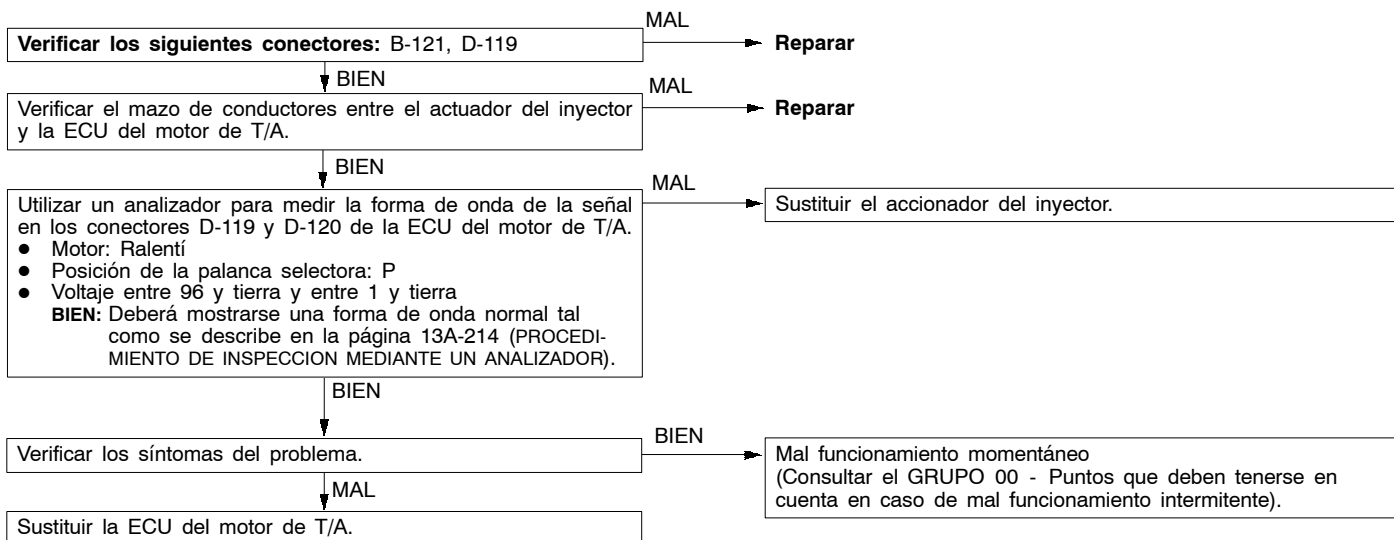 Verificar los siguientes conectores: B-121, D-119
MAL
Reparar
BIEN
Verificar el mazo de conductores entre el actuador del inyector
y la ECU del motor de T/A.
MAL
Reparar
BIEN
Utilizar un analizador para medir la forma de onda de la señal
en los conectores D-119 y D-120 de la ECU del motor de T/A.
● Motor: Ralentí
● Posición de la palanca selectora: P
● Voltaje entre 96 y tierra y entre 1 y tierra
BIEN: Deberá mostrarse una forma de onda normal tal
como se describe en la página 13A-214 (PROCEDI-
MIENTO DE INSPECCION MEDIANTE UN ANALIZADOR).
MAL
Sustituir el accionador del inyector.
BIEN
Verificar los síntomas del problema.
BIEN
Mal funcionamiento momentáneo
(Consultar el GRUPO 00 - Puntos que deben tenerse en
cuenta en caso de mal funcionamiento intermitente).
MAL
Sustituir la ECU del motor de T/A.